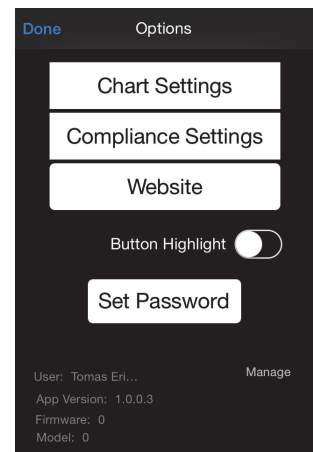 Done Options
Chart Settings
Compliance Settings
Website
Button Highlight
Set Password
User: Tomas Eri... Manage
App Version: 1.0.0.3
Firmware: 0
Model: 0